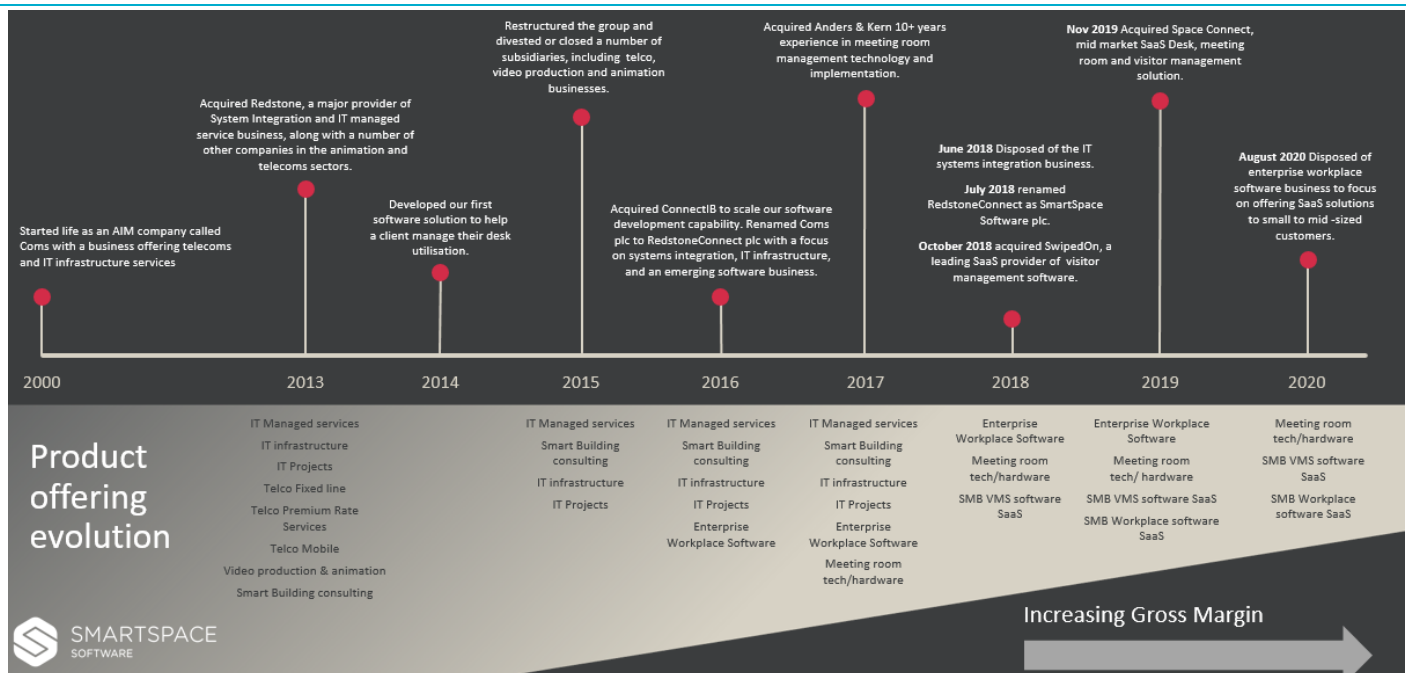 Started life as an AIM company called
Coms with a business offering telecoms
and IT infrastructure services
Acquired Redstone, a major provider of
System Integration and IT managed
service business, along with a number of
other companies in the animation and
telecoms sectors.
Developed our first
software solution to help
a client manage their desk
utilisation.
Restructured the group and
divested or closed a number of
subsidiaries, including telco,
video production and animation
businesses.
Acquired ConnectIB to scale our software
development capability. Renamed Coms
plc to RedstoneConnect plc with a focus
on systems integration, IT infrastructure,
and an emerging software business.
Acquired Anders & Kern 10+ years
experience in meeting room
management technology and
implementation.
June 2018 Disposed of the IT
systems integration business.
July 2018 renamed
RedstoneConnect as SmartSpace
Software plc.
October 2018 acquired SwipedOn, a
leading SaaS provider of visitor
management software.
Nov 2019 Acquired Space Connect,
mid market SaaS Desk, meeting
room and visitor management
solution.
August 2020 Disposed of
enterprise workplace
software business to focus
on offering SaaS solutions
to small to mid -sized
customers.
2000
2013
2014
2015
2016
2017
2018
2019
2020
Product
offering
evolution
IT Managed services
IT infrastructure
IT Projects
Telco Fixed line
Telco Premium Rate
Services
Telco Mobile
Video production & animation
Smart Building consulting
IT Managed services
Smart Building
consulting
IT infrastructure
IT Projects
IT Managed services
Smart Building
consulting
IT infrastructure
IT Projects
Enterprise
Workplace Software
IT Managed services
Smart Building
consulting
IT infrastructure
IT Projects
Enterprise
Workplace Software
Meeting room
tech/hardware
Enterprise
Workplace Software
Meeting room
tech/hardware
SMB VMS software
SaaS
Enterprise Workplace
Software
Meeting room
tech/ hardware
SMB VMS software SaaS
SMB Workplace software
SaaS
Meeting room
tech/hardware
SMB VMS software
SaaS
SMB Workplace
software SaaS
Increasing Gross Margin
SMARTSPACE
SOFTWARE